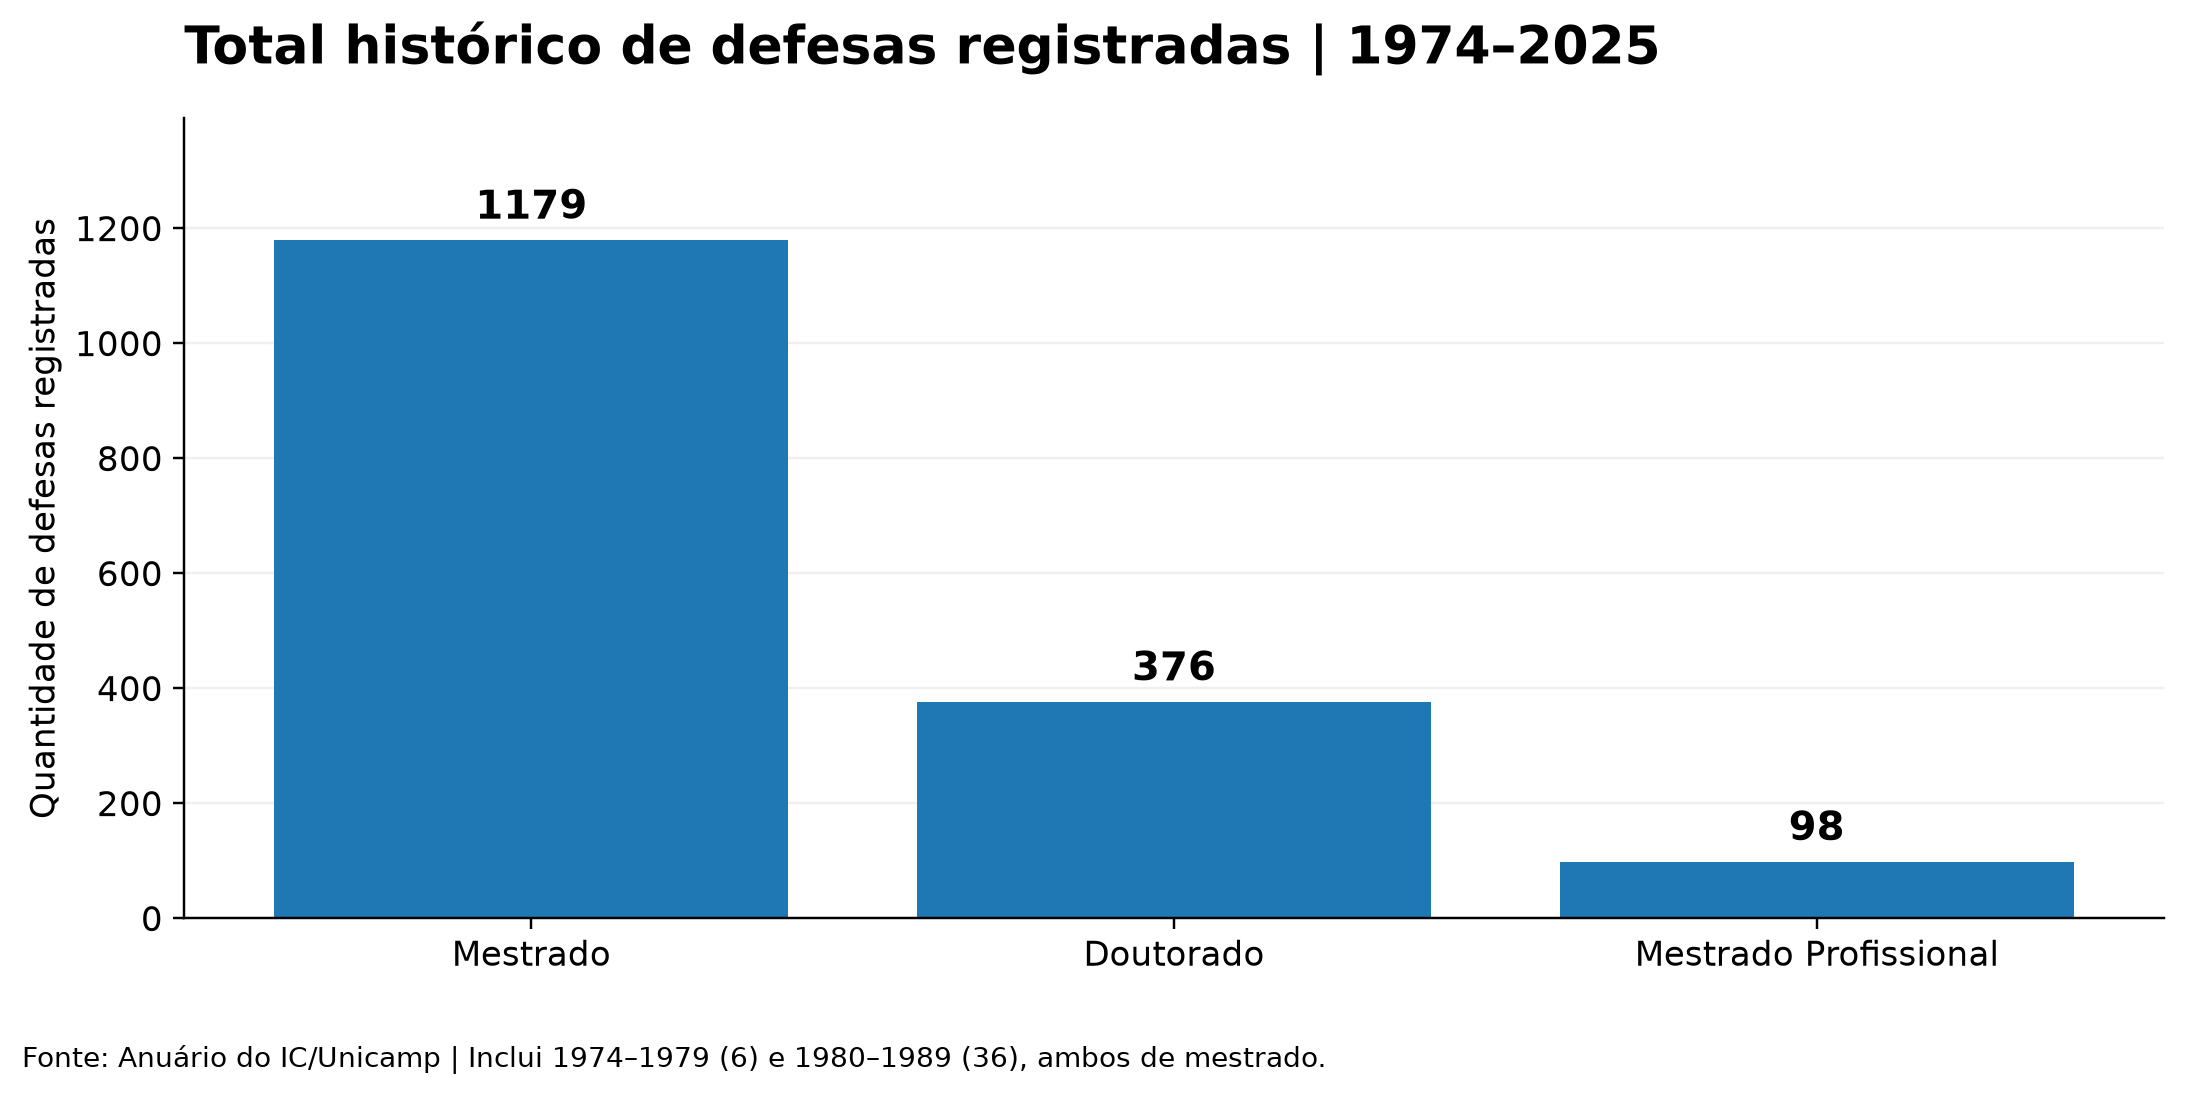 Total histórico de defesas registradas | 1974–2025
Quantidade de defesas registradas
1200
1000
800
600
400
200
0
1179
376
98
Mestrado
Doutorado
Mestrado Profissional
Fonte: Anuário do IC/Unicamp | Inclui 1974–1979 (6) e 1980–1989 (36), ambos de mestrado.